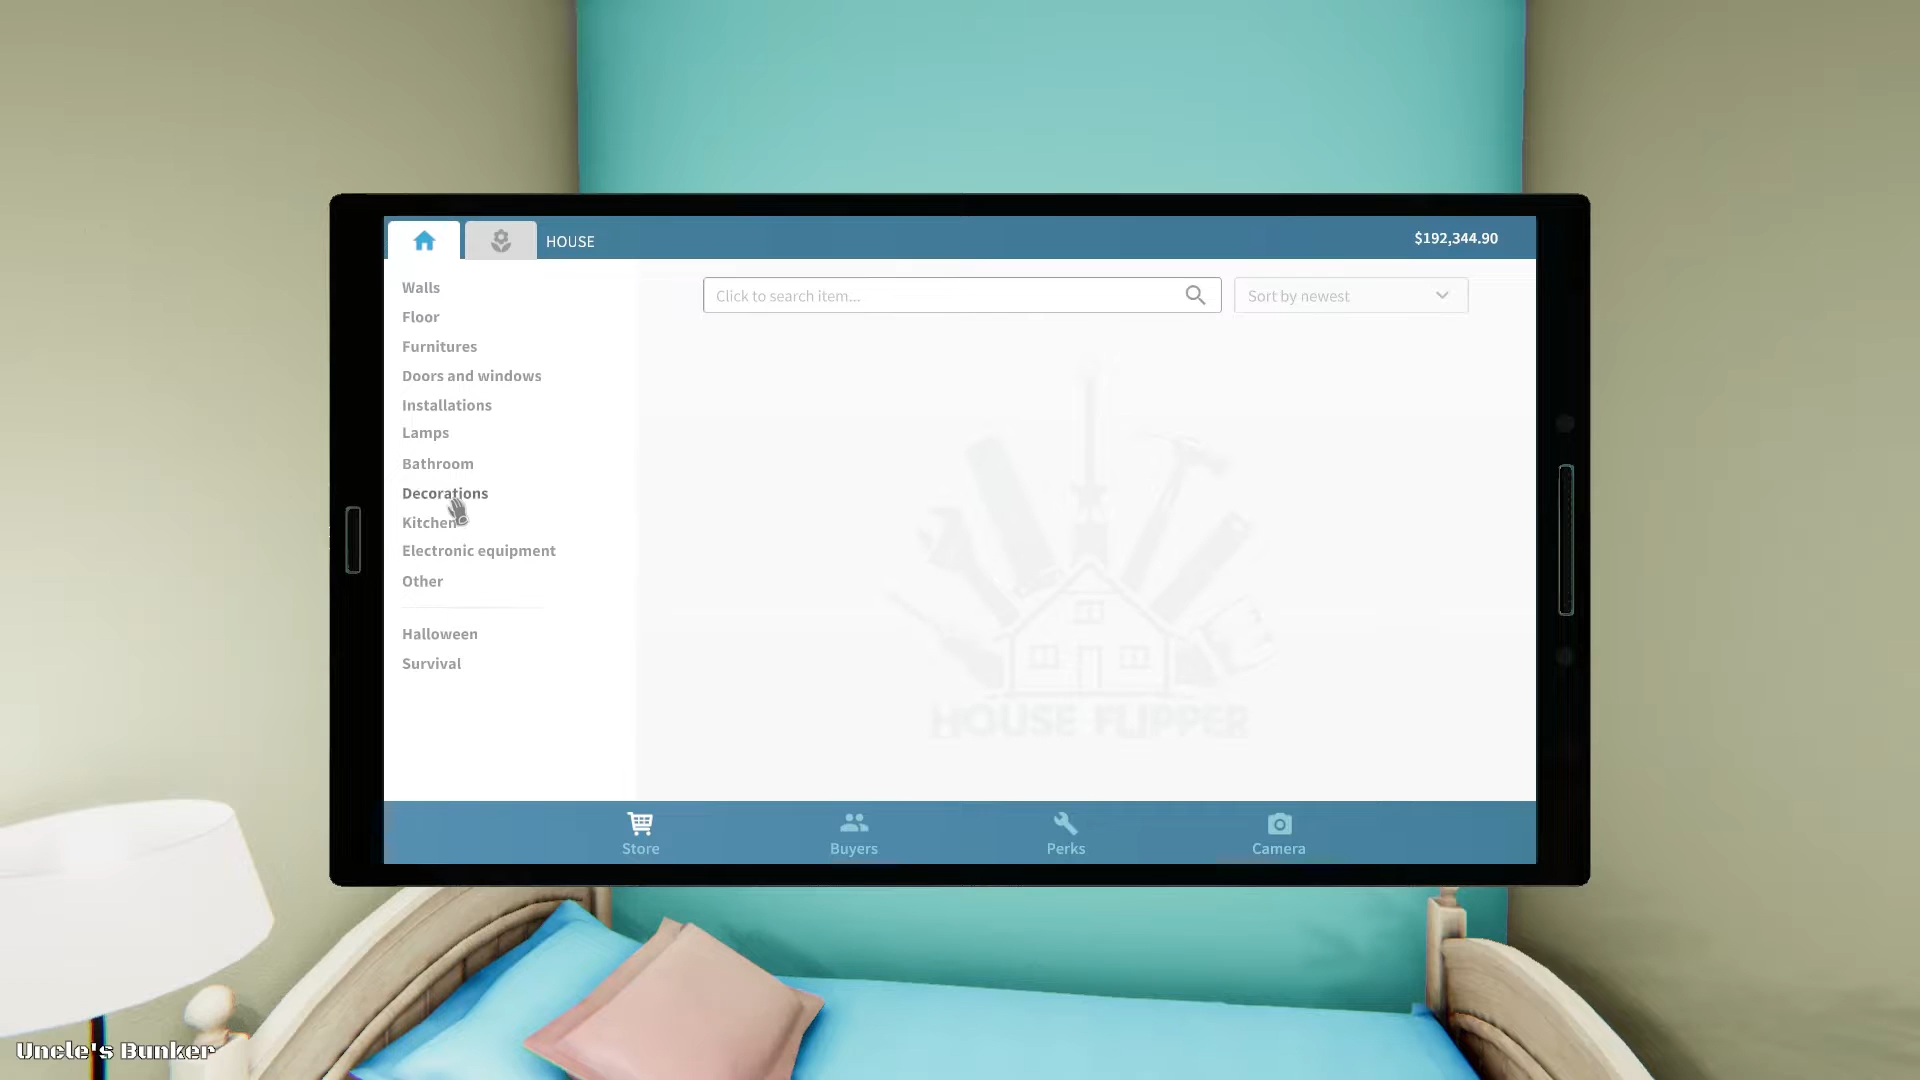 HOUSE
$192,344.90
Click to search item...
Sort by newest
Walls
Floor
Furnitures
Doors and windows
Installations
Lamps
Bathroom
Decorations
Kitchen
Electronic equipment
Other
Halloween
Survival
HOUSE FLIPPER
Store
Buyers
Perks
Camera
Uncle's Bunker